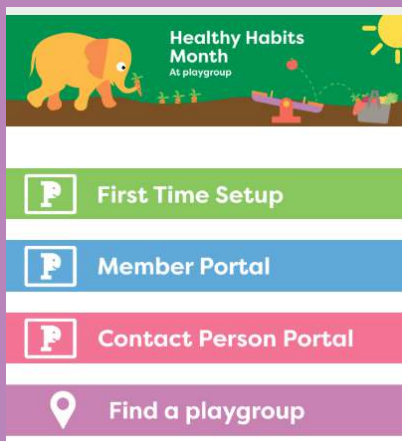 Healthy Habits
Month
At playgroup
P First Time Setup
P Member Portal
P Contact Person Portal
Find a playgroup